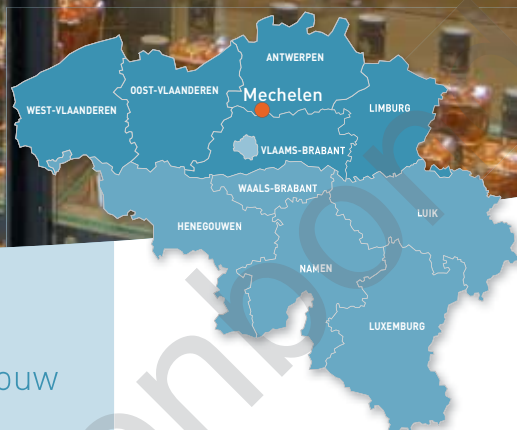 ANTWERPEN
OOST-VLAANDEREN
Mechelen
WEST-VLAANDEREN
LIMBURG
VLAAMS-BRABANT
WAALS-BRABANT
LUIK
HENEGOUWEN
NAMEN
LUXEMBURG
ouw